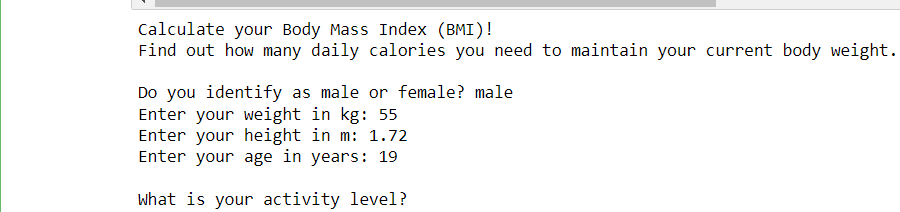 Calculate your Body Mass Index (BMI)!
Find out how many daily calories you need to maintain your current body weight.
Do you identify as male or female? male
Enter your weight in kg: 55
Enter your height in m: 1.72
Enter your age in years: 19
What is your activity level?